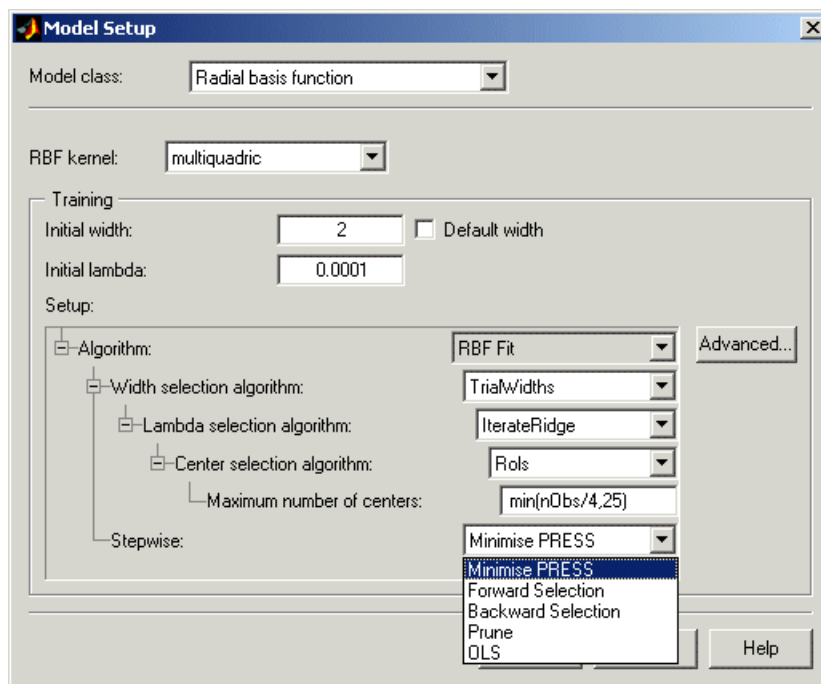 Model Setup
Model class: Radial basis function
RBF kernel: multiquadric
Training
Initial width: 2 Default width
Initial lambda: 0.0001
Setup:
Algorithm: RBF Fit Advanced...
Width selection algorithm: TrialWidths
Lambda selection algorithm: IterateRidge
Center selection algorithm: Rols
Maximum number of centers: min(nObs/4,25)
Stepwise: Minimise PRESS
Minimise PRESS
Forward Selection
Backward Selection
Prune
OLS
Help